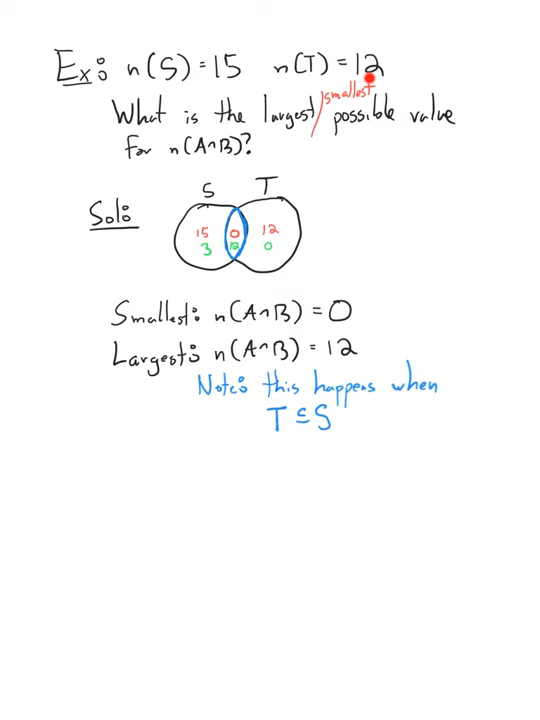 Ex: n(S) = 15 n(T) = 12
What is the largest/smallest possible value
for n(A∩B)?
S T
Sol:
15 0 12
3 12 0
Smallest: n(A∩B) = 0
Largest: n(A∩B) = 12
Note: this happens when
T ⊆ S